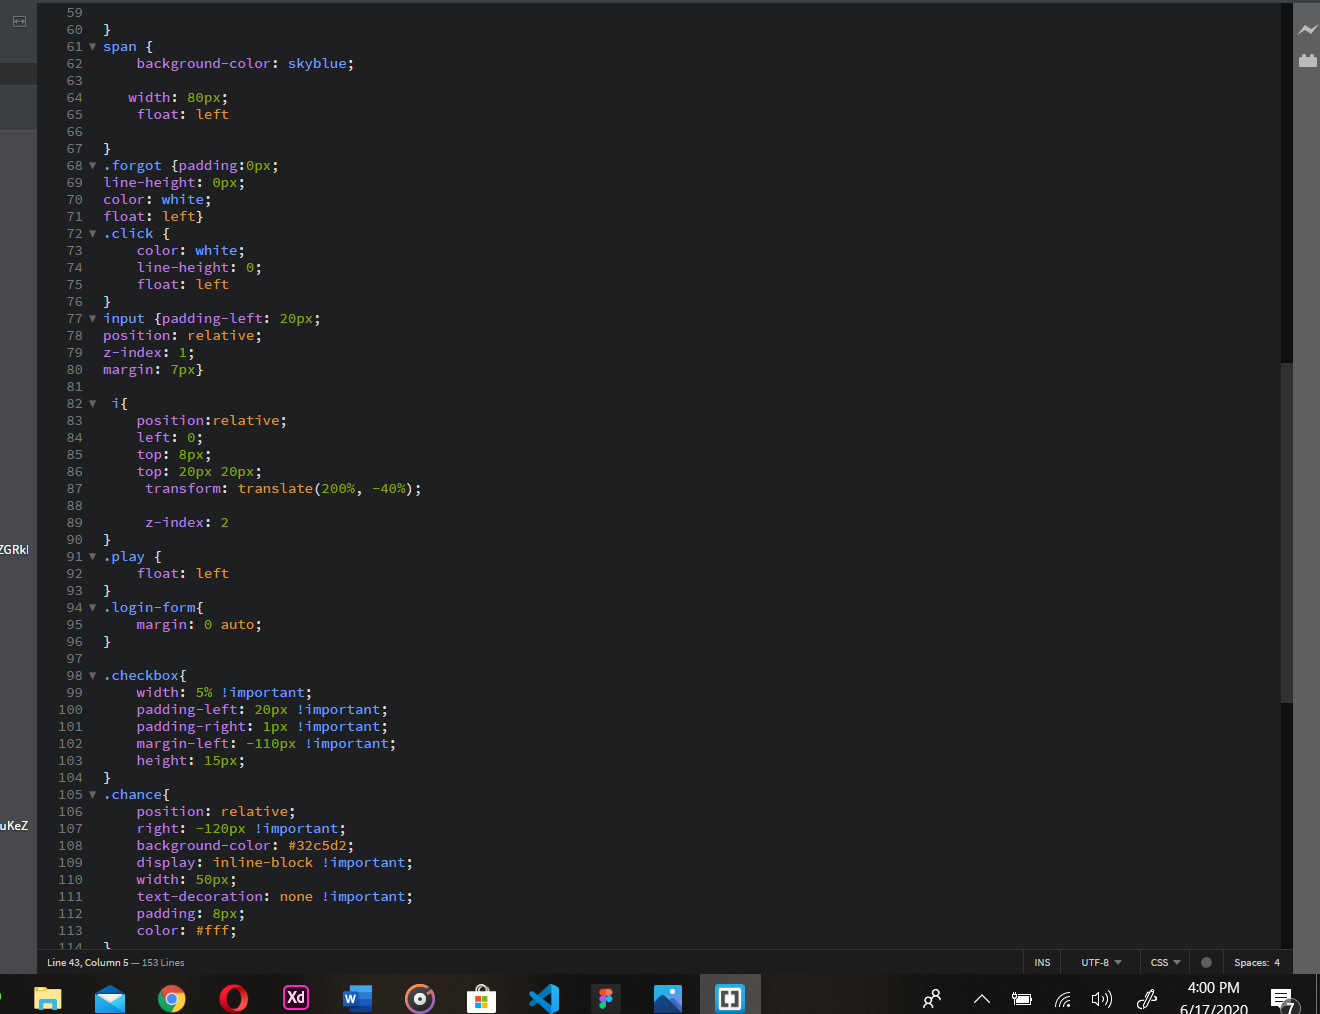 59
60 }
61 span {
62 background-color: skyblue;
63
64 width: 80px;
65 float: left
66
67 }
68 .forgot {padding:0px;
69 line-height: 0px;
70 color: white;
71 float: left}
72 .click {
73 color: white;
74 line-height: 0;
75 float: left
76 }
77 input {padding-left: 20px;
78 position: relative;
79 z-index: 1;
80 margin: 7px}
81
82 i{
83 position:relative;
84 left: 0;
85 top: 8px;
86 top: 20px 20px;
87 transform: translate(200%, -40%);
88
89 z-index: 2
90 }
91 .play {
92 float: left
93 }
94 .login-form{
95 margin: 0 auto;
96 }
97
98 .checkbox{
99 width: 5% !important;
100 padding-left: 20px !important;
101 padding-right: 1px !important;
102 margin-left: -110px !important;
103 height: 15px;
104 }
105 .chance{
106 position: relative;
107 right: -120px !important;
108 background-color: #32c5d2;
109 display: inline-block !important;
110 width: 50px;
111 text-decoration: none !important;
112 padding: 8px;
113 color: #fff;
114 }
ZGRkl
uKeZ
Line 43, Column 5 — 153 Lines
INS UTF-8 CSS Spaces: 4
Xd
W
4:00 PM
6/17/2020
7